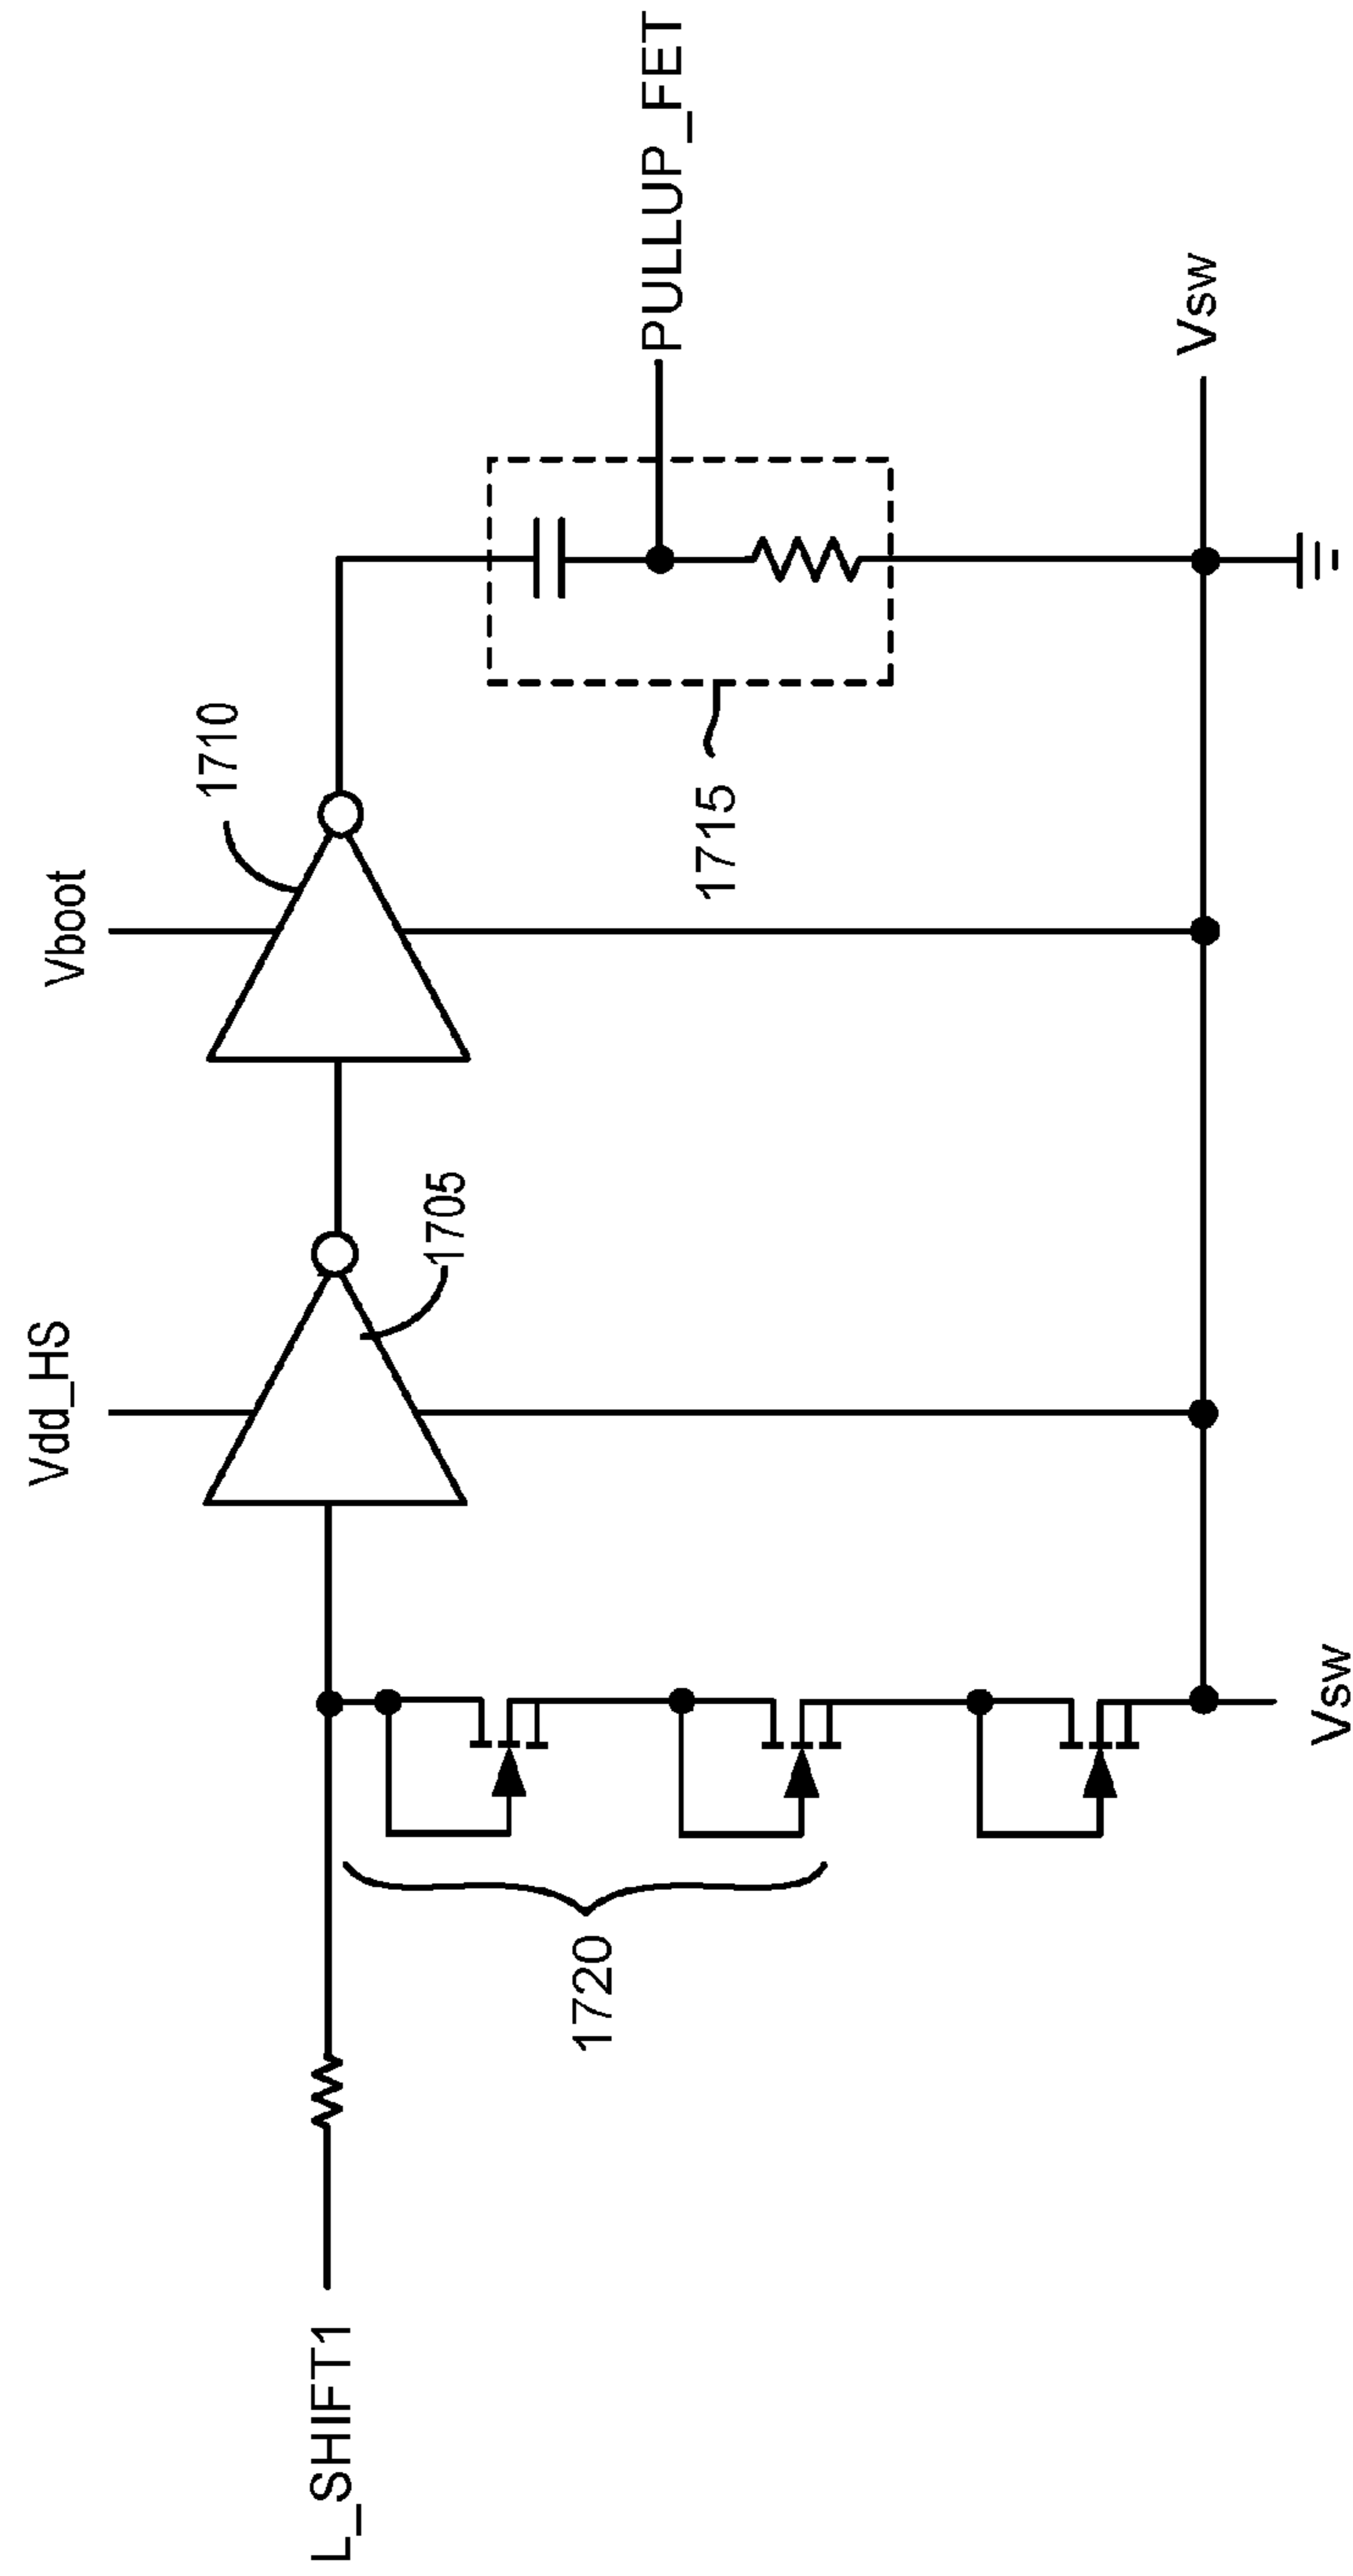 L_SHIFT1
1720
Vdd_HS
1705
Vboot
1710
1715
PULLUP_FET
Vsw
Vsw